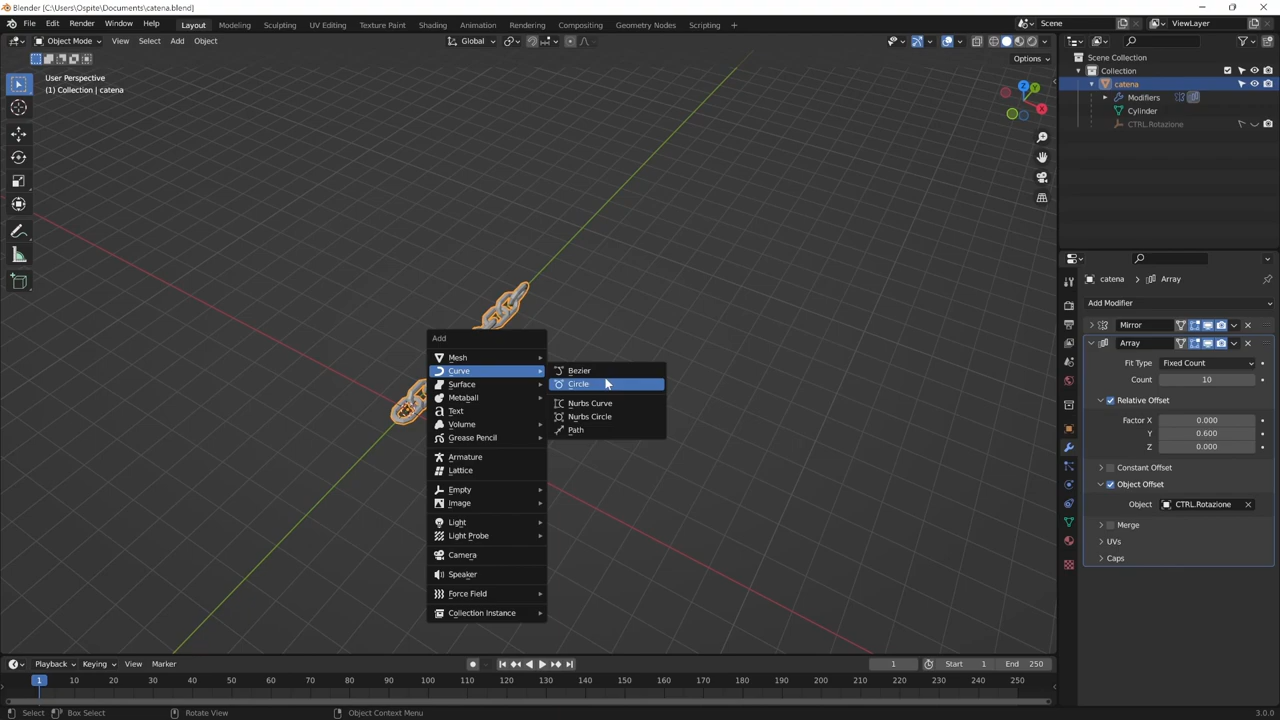 Blender [C:\Users\Ospite\Documents\catena.blend]
File Edit Render Window Help Layout Modeling Sculpting UV Editing Texture Paint Shading Animation Rendering Compositing Geometry Nodes Scripting + Scene ViewLayer
Object Mode View Select Add Object Global
Options
User Perspective
(1) Collection | catena
Z
Y
X
Scene Collection
Collection
catena
Modifiers
Cylinder
CTRL.Rotazione
catena > Array
Add Modifier
Mirror
Array
Fit Type Fixed Count
Count 10
Relative Offset
Factor X 0.000
Y 0.600
Z 0.000
Constant Offset
Object Offset
Object CTRL.Rotazione
Merge
UVs
Caps
Add
Mesh
Curve
Surface
Metaball
Text
Volume
Grease Pencil
Armature
Lattice
Empty
Image
Light
Light Probe
Camera
Speaker
Force Field
Collection Instance
Bezier
Circle
Nurbs Curve
Nurbs Circle
Path
Playback Keying View Marker 1 Start 1 End 250
1 10 20 30 40 50 60 70 80 90 100 110 120 130 140 150 160 170 180 190 200 210 220 230 240 250
Select Box Select Rotate View Object Context Menu 3.0.0